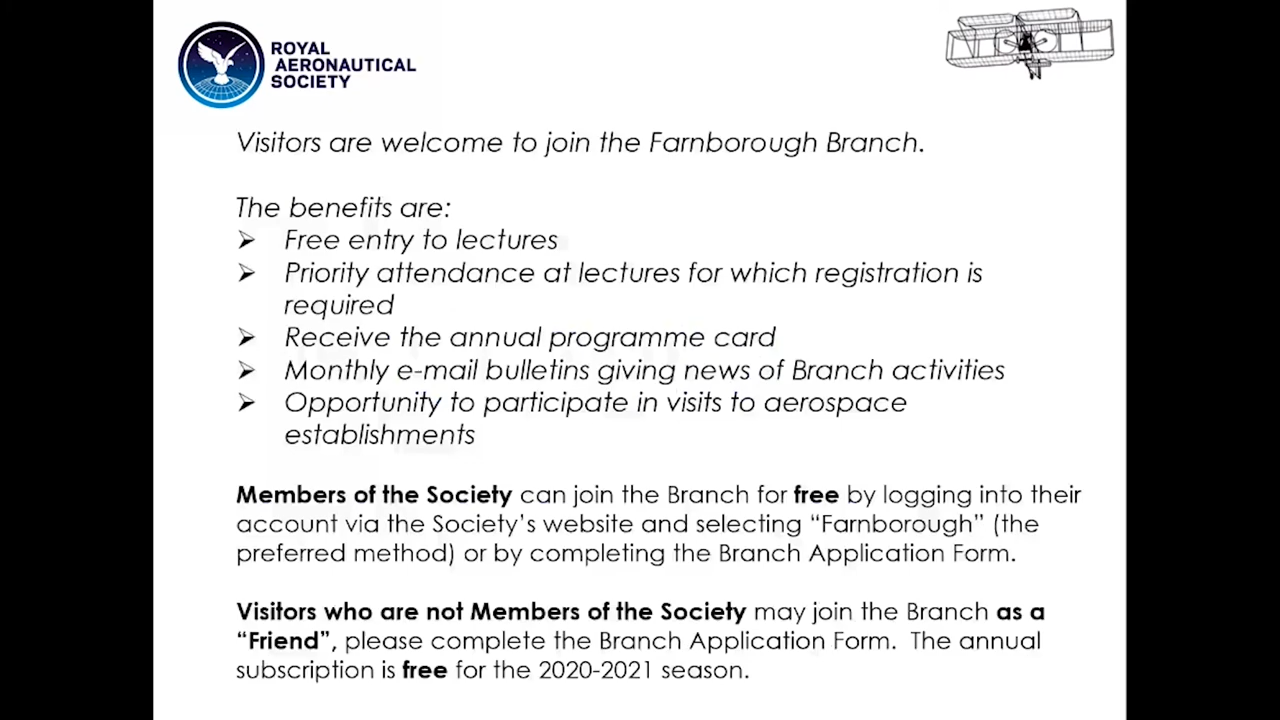 ROYAL
AERONAUTICAL
SOCIETY
Visitors are welcome to join the Farnborough Branch.
The benefits are:
Free entry to lectures
Priority attendance at lectures for which registration is
required
Receive the annual programme card
Monthly e-mail bulletins giving news of Branch activities
Opportunity to participate in visits to aerospace
establishments
Members of the Society can join the Branch for free by logging into their
account via the Society's website and selecting “Farnborough” (the
preferred method) or by completing the Branch Application Form.
Visitors who are not Members of the Society may join the Branch as a
“Friend”, please complete the Branch Application Form. The annual
subscription is free for the 2020-2021 season.